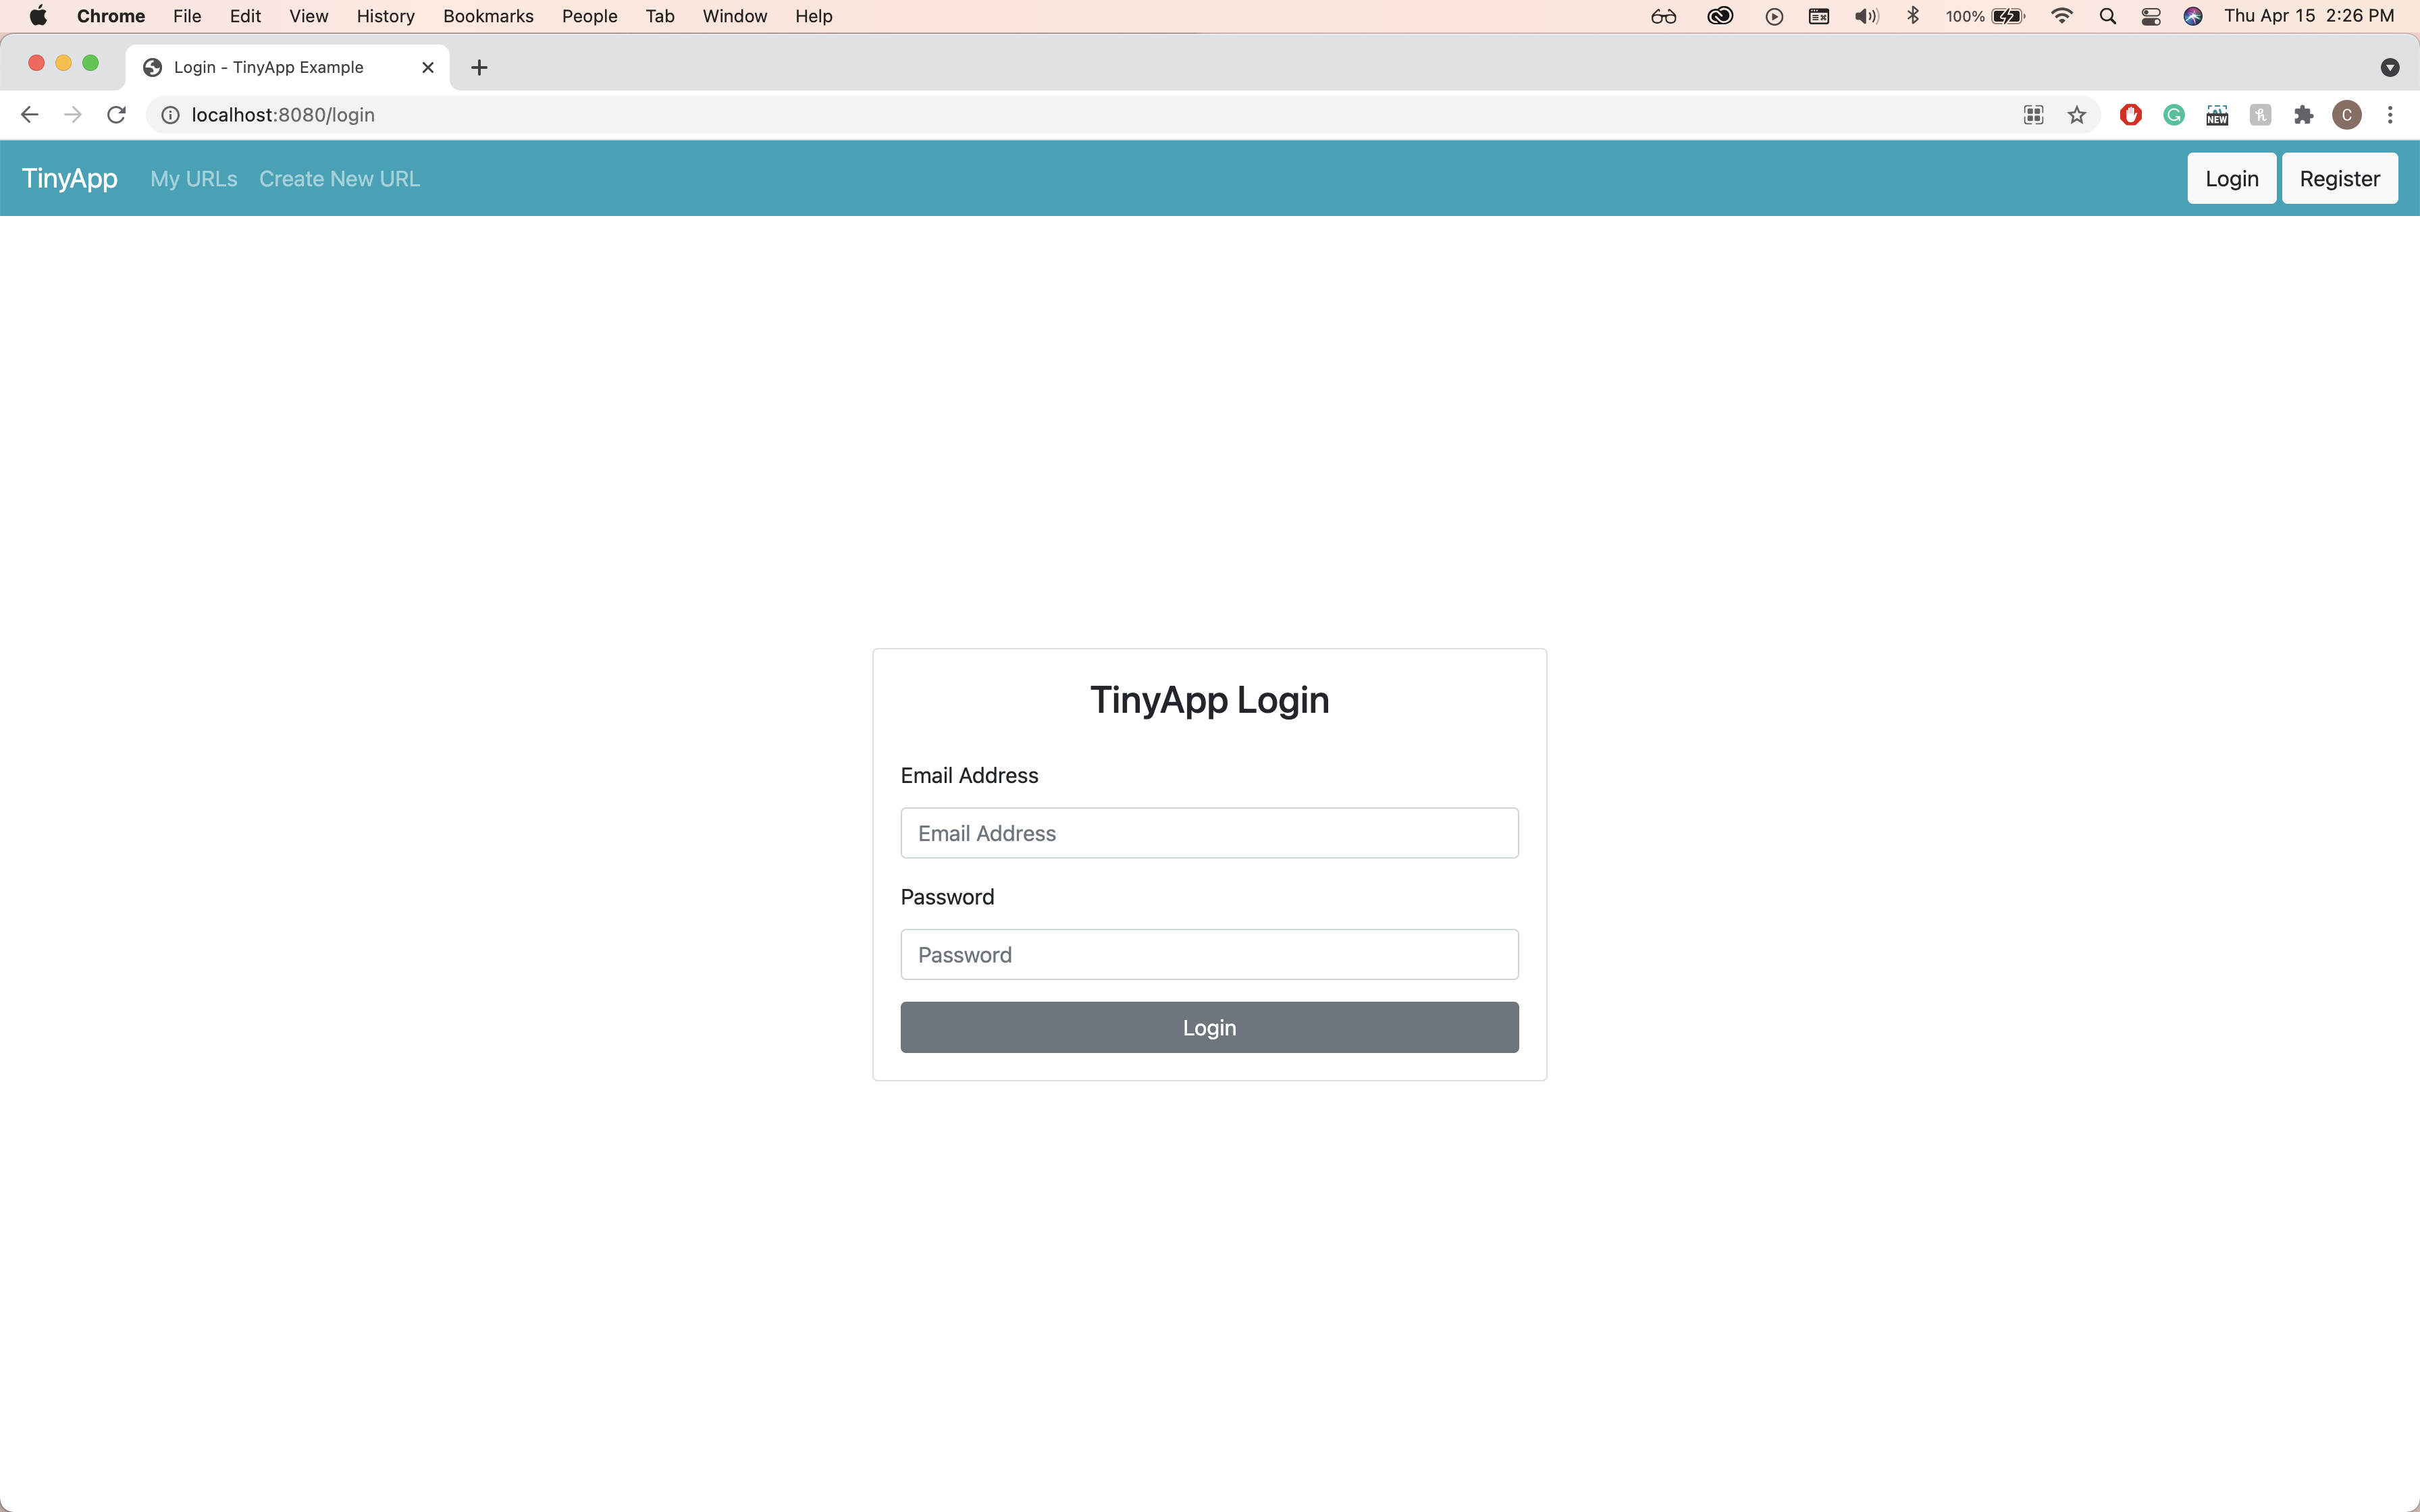 Chrome File Edit View History Bookmarks People Tab Window Help 100% Thu Apr 15 2:26 PM
Login - TinyApp Example
localhost:8080/login NEW C
TinyApp My URLs Create New URL Login Register
TinyApp Login
Email Address
Email Address
Password
Password
Login